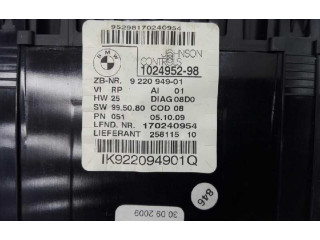 95298170240954
BMW
JOHNSON
CONTROLS
1024952-98
ZB-NR. 9 220 949-01
VI RP AI 01
HW 25 DIAG 08D0
SW 99.50.80 COD 08
PN 051 05.10.09
LFND. NR. 170240954
LIEFERANT 258115 10
IK922094901Q
846
30 09 2009